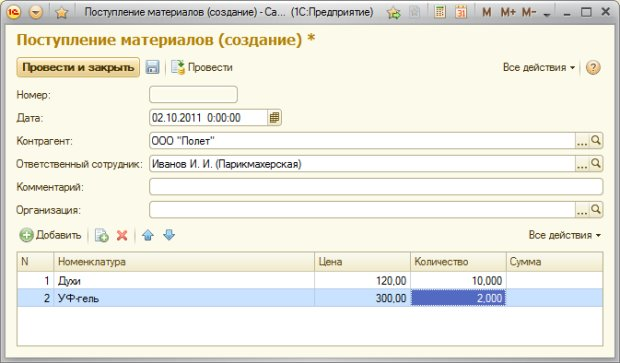 Поступление материалов (создание) - Са... (1С:Предприятие) M M+ M-
Поступление материалов (создание) *
Провести и закрыть Провести Все действия ?
Номер:
Дата: 02.10.2011 0:00:00
Контрагент: ООО "Полет" ...
Ответственный сотрудник: Иванов И. И. (Парикмахерская) ...
Комментарий:
Организация: ...
Добавить Все действия
N Номенклатура Цена Количество Сумма
1 Духи 120,00 10,000
2 УФ-гель 300,00 2,000